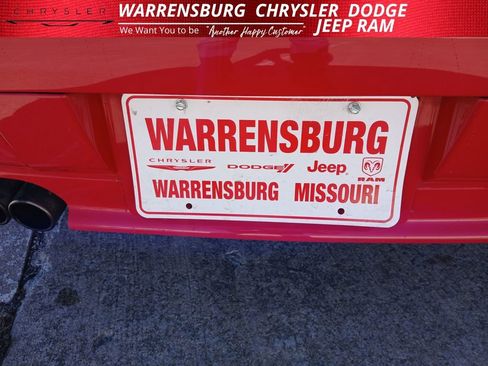 CHRYSLER
WARRENSBURG CHRYSLER DODGE
JEEP RAM
We Want You to be "Another Happy Customer"
WARRENSBURG
CHRYSLER DODGE Jeep RAM
WARRENSBURG MISSOURI